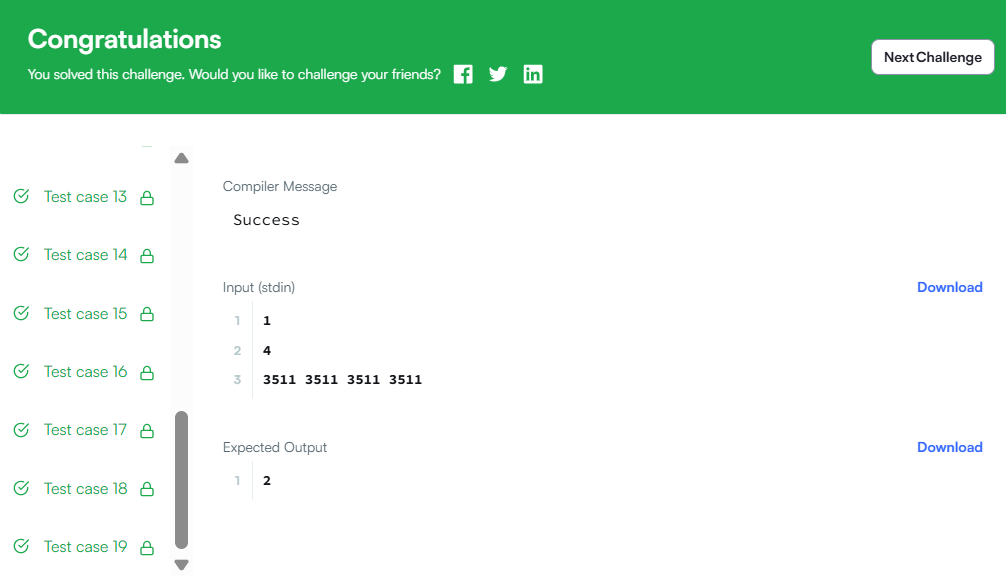 Congratulations
You solved this challenge. Would you like to challenge your friends?
Next Challenge
Test case 13
Test case 14
Test case 15
Test case 16
Test case 17
Test case 18
Test case 19
Compiler Message
Success
Input (stdin)
Download
1 1
2 4
3 3511 3511 3511 3511
Expected Output
Download
1 2